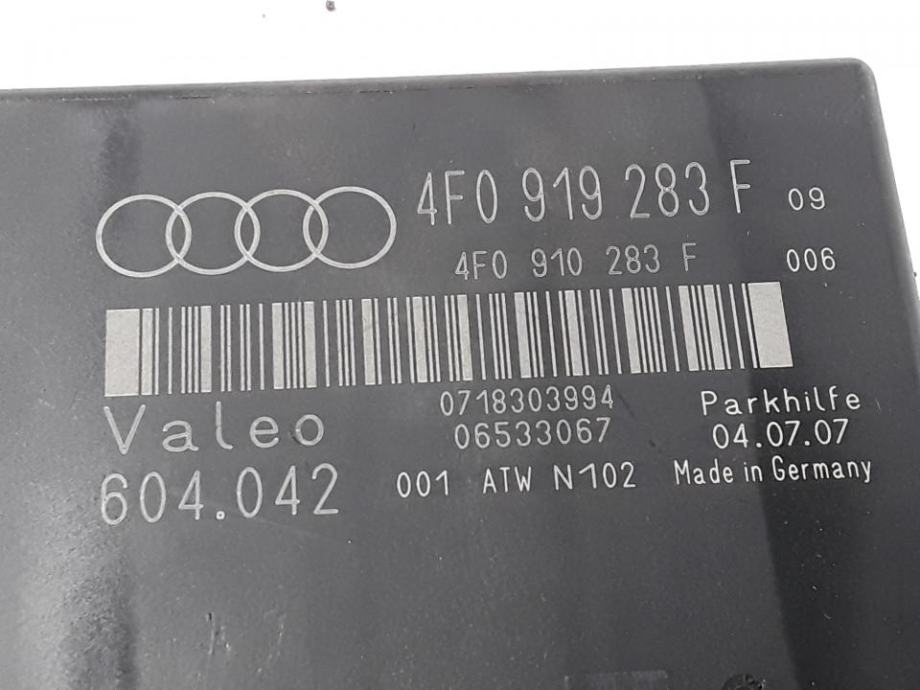 4F0 919 283 F 09
4F0 910 283 F 006
0718303994 Parkhilfe
Valeo 06533067 04.07.07
604.042 001 ATW N102 Made in Germany